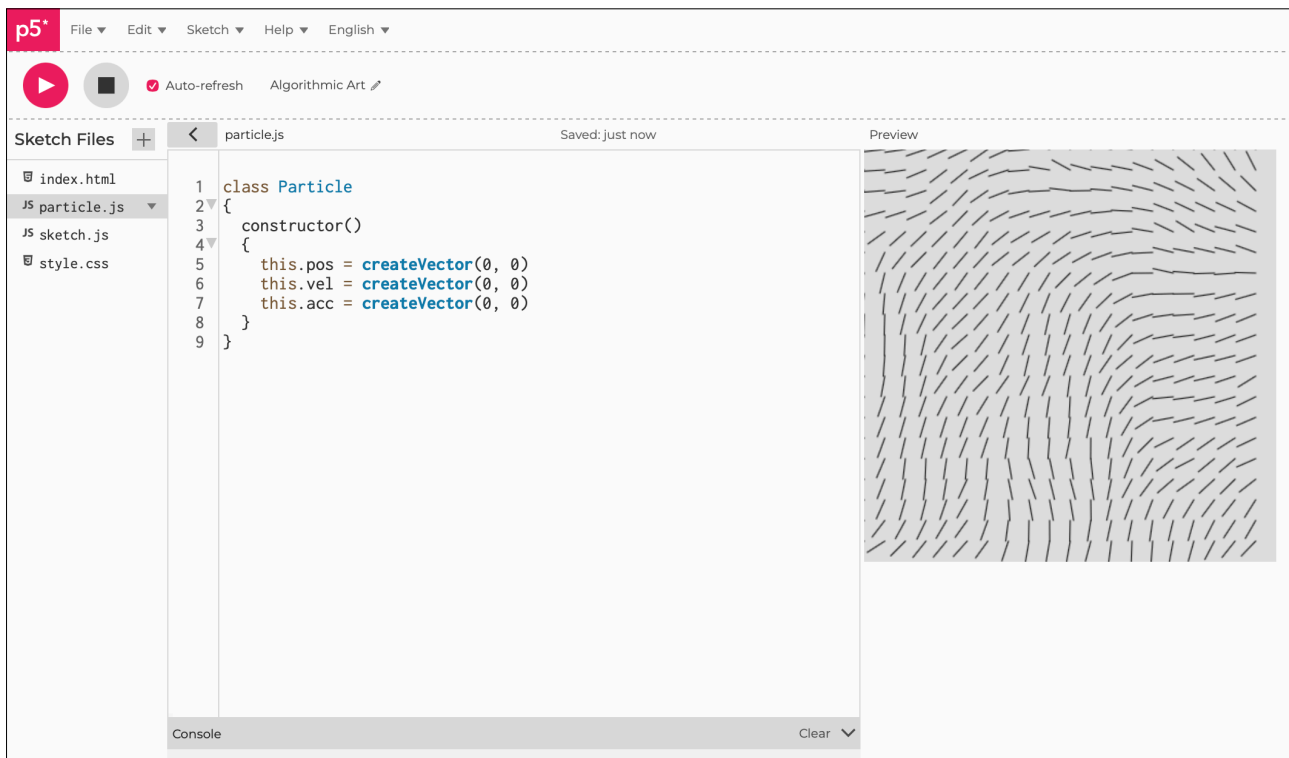 p5* File Edit Sketch Help English
Auto-refresh Algorithmic Art
Sketch Files +
index.html
JS particle.js
JS sketch.js
style.css
particle.js Saved: just now
1 class Particle
2 {
3   constructor()
4   {
5     this.pos = createVector(0, 0)
6     this.vel = createVector(0, 0)
7     this.acc = createVector(0, 0)
8   }
9 }
Console Clear
Preview